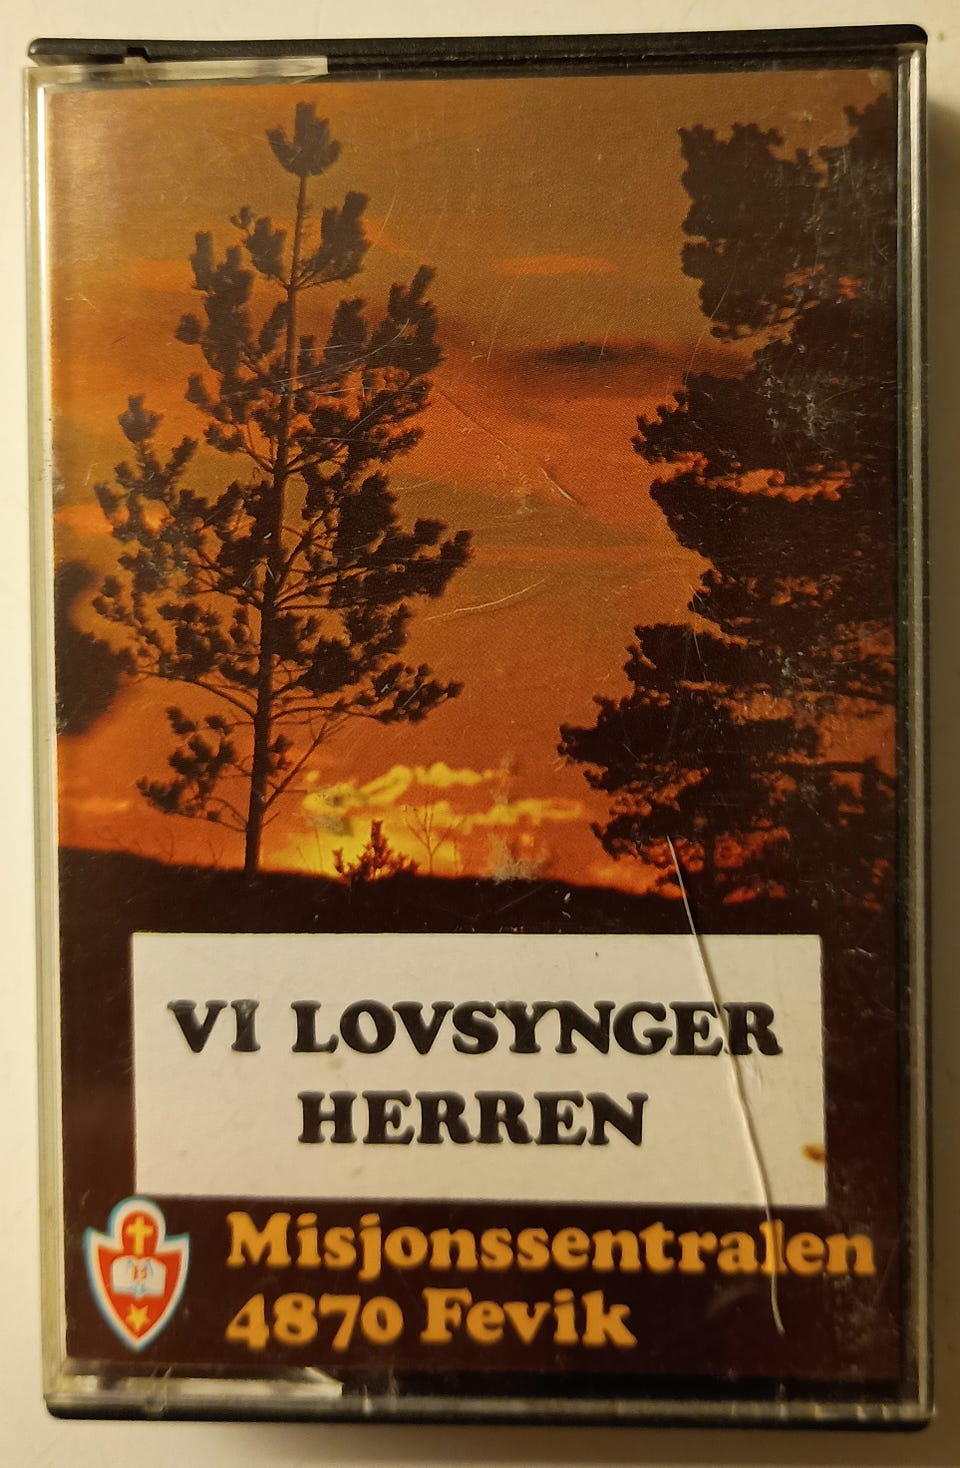 VI LOVSYNGER
HERREN
Misjonssentralen
4870 Fevik